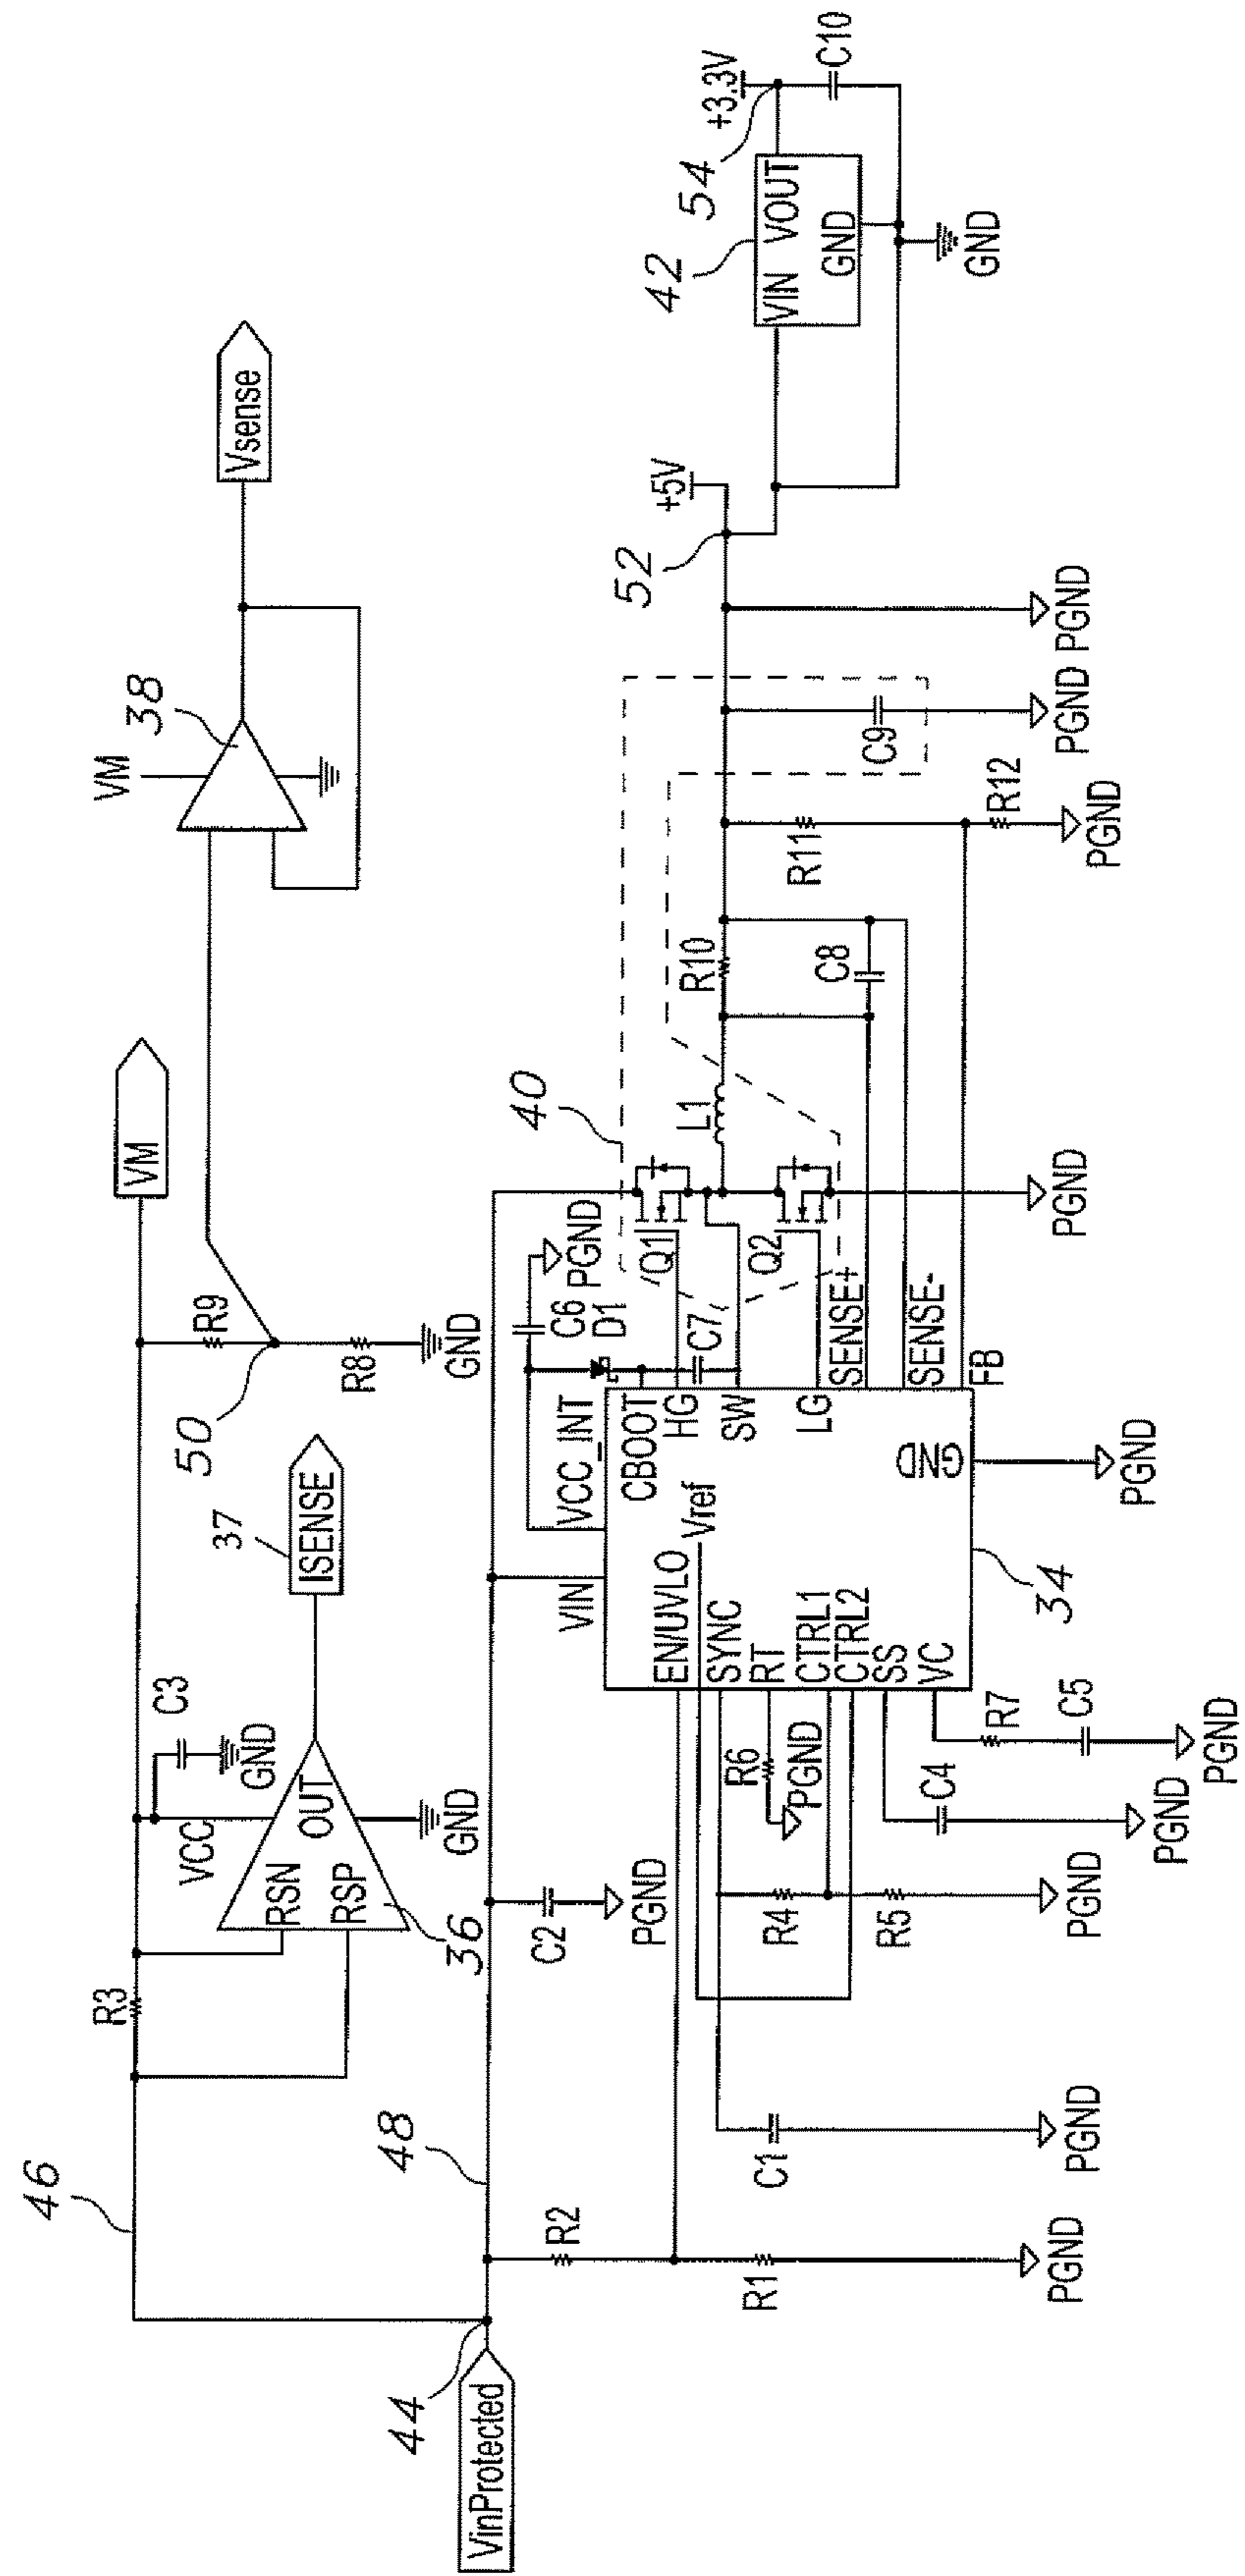 46
R3
RSN
RSP
36
VCC
OUT
C3
GND
GND
37
ISENSE
VM
50
R9
R8
GND
VM
38
Vsense
VinProtected
44
48
R2
R1
PGND
C1
PGND
C2
PGND
R4
R5
PGND
R6
PGND
C4
PGND
R7
C5
PGND
VIN
VCC_INT
EN/UVLO
SYNC
RT
CTRL1
CTRL2
SS
VC
Vref
CBOOT
HG
SW
LG
SENSE+
SENSE-
FB
GND
PGND
34
C6
D1
PGND
C7
Q1
Q2
PGND
40
L1
R10
C8
R11
R12
PGND
C9
PGND
PGND
52
+5V
42
VIN
VOUT
GND
54
+3.3V
C10
GND